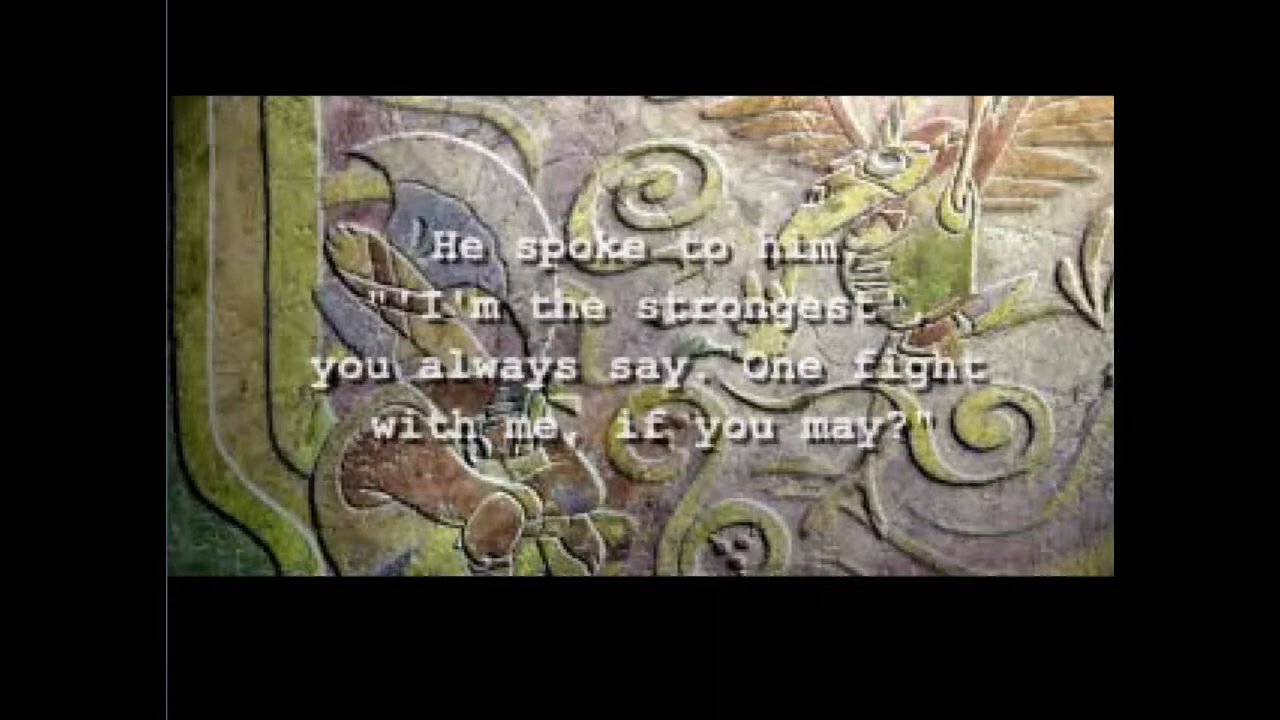 He spoke to him,
"'I'm the strongest',
you always say. One fight
with me, if you may?"